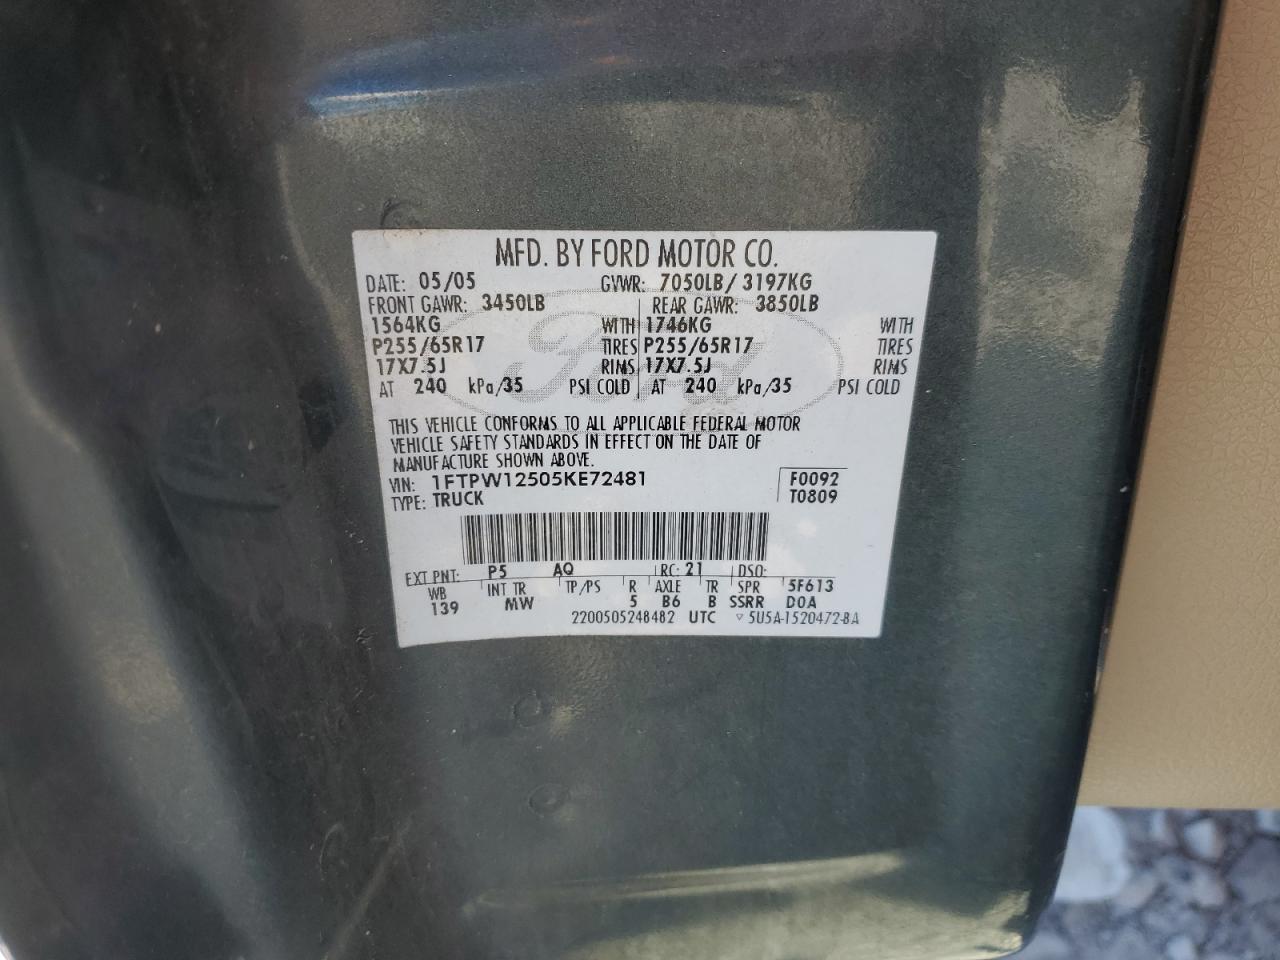 MFD. BY FORD MOTOR CO.
DATE: 05/05 GVWR: 7050LB/ 3197KG
FRONT GAWR: 3450LB REAR GAWR: 3850LB
1564KG WITH 1746KG WITH
P255/65R17 TIRES P255/65R17 TIRES
17X7.5J RIMS 17X7.5J RIMS
AT 240 kPa/35 PSI COLD AT 240 kPa/35 PSI COLD
Ford
THIS VEHICLE CONFORMS TO ALL APPLICABLE FEDERAL MOTOR
VEHICLE SAFETY STANDARDS IN EFFECT ON THE DATE OF
MANUFACTURE SHOWN ABOVE.
VIN: 1FTPW12505KE72481 F0092
TYPE: TRUCK T0809
EXT PNT: P5 AQ RC: 21 DSO:
WB INT TR TP/PS R AXLE TR SPR 5F613
139 MW 5 B6 B SSRR DOA
2200505248482 UTC ▽ 5U5A-1520472-BA